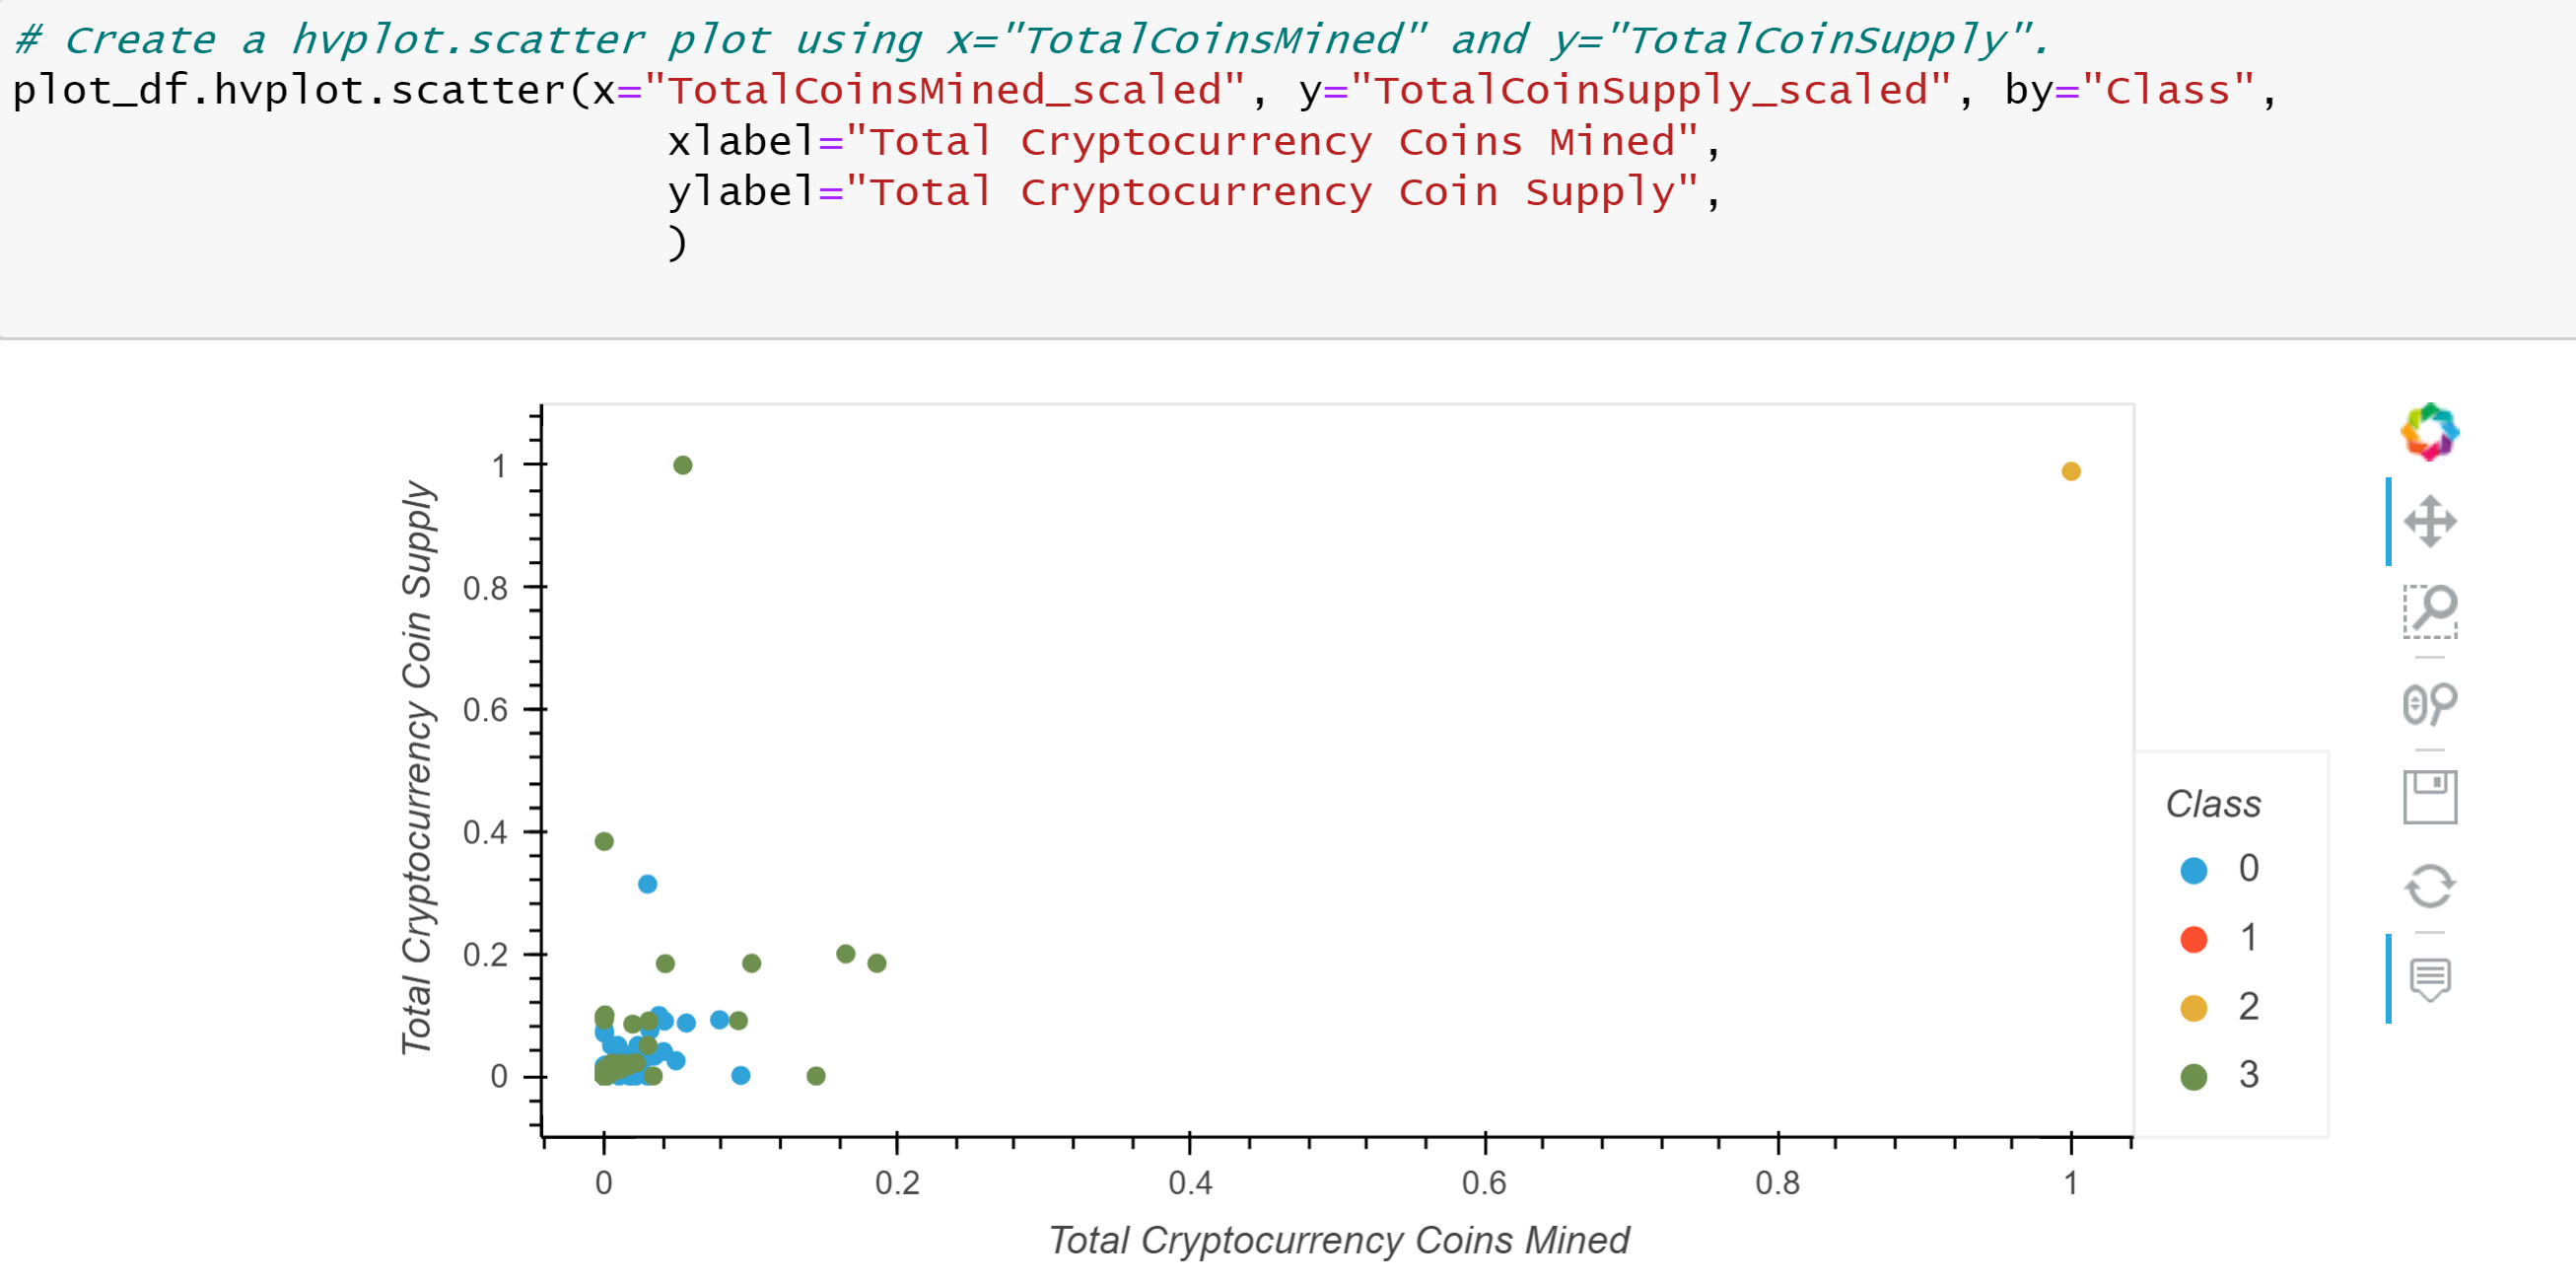 # Create a hvplot.scatter plot using x="TotalCoinsMined" and y="TotalCoinSupply".
plot_df.hvplot.scatter(x="TotalCoinsMined_scaled", y="TotalCoinSupply_scaled", by="Class",
xlabel="Total Cryptocurrency Coins Mined",
ylabel="Total Cryptocurrency Coin Supply",
)
Total Cryptocurrency Coin Supply
1
0.8
0.6
0.4
0.2
0
0 0.2 0.4 0.6 0.8 1
Total Cryptocurrency Coins Mined
Class
0
1
2
3